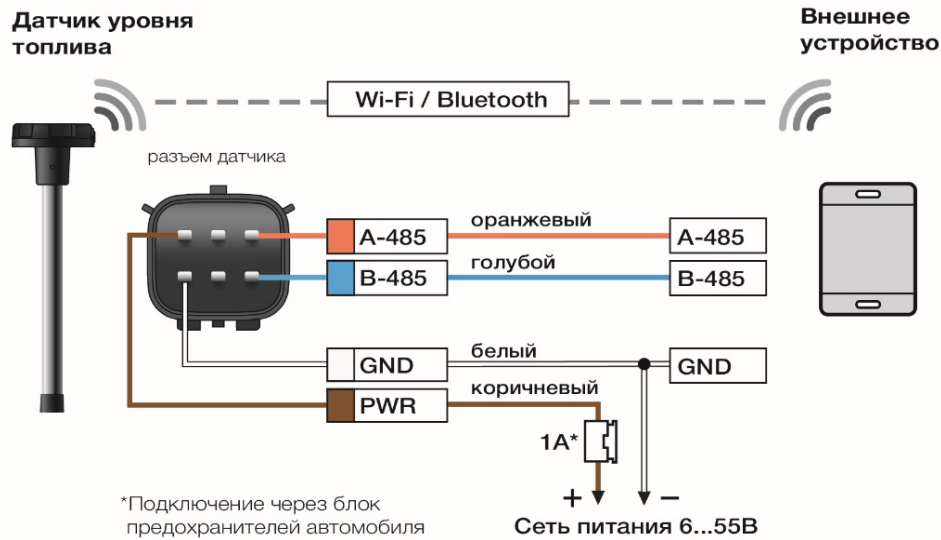 Датчик уровня
топлива
Внешнее
устройство
Wi-Fi / Bluetooth
разъем датчика
A-485
оранжевый
A-485
B-485
голубой
B-485
GND
белый
GND
PWR
коричневый
1A*
+
–
*Подключение через блок
предохранителей автомобиля
Сеть питания 6...55В